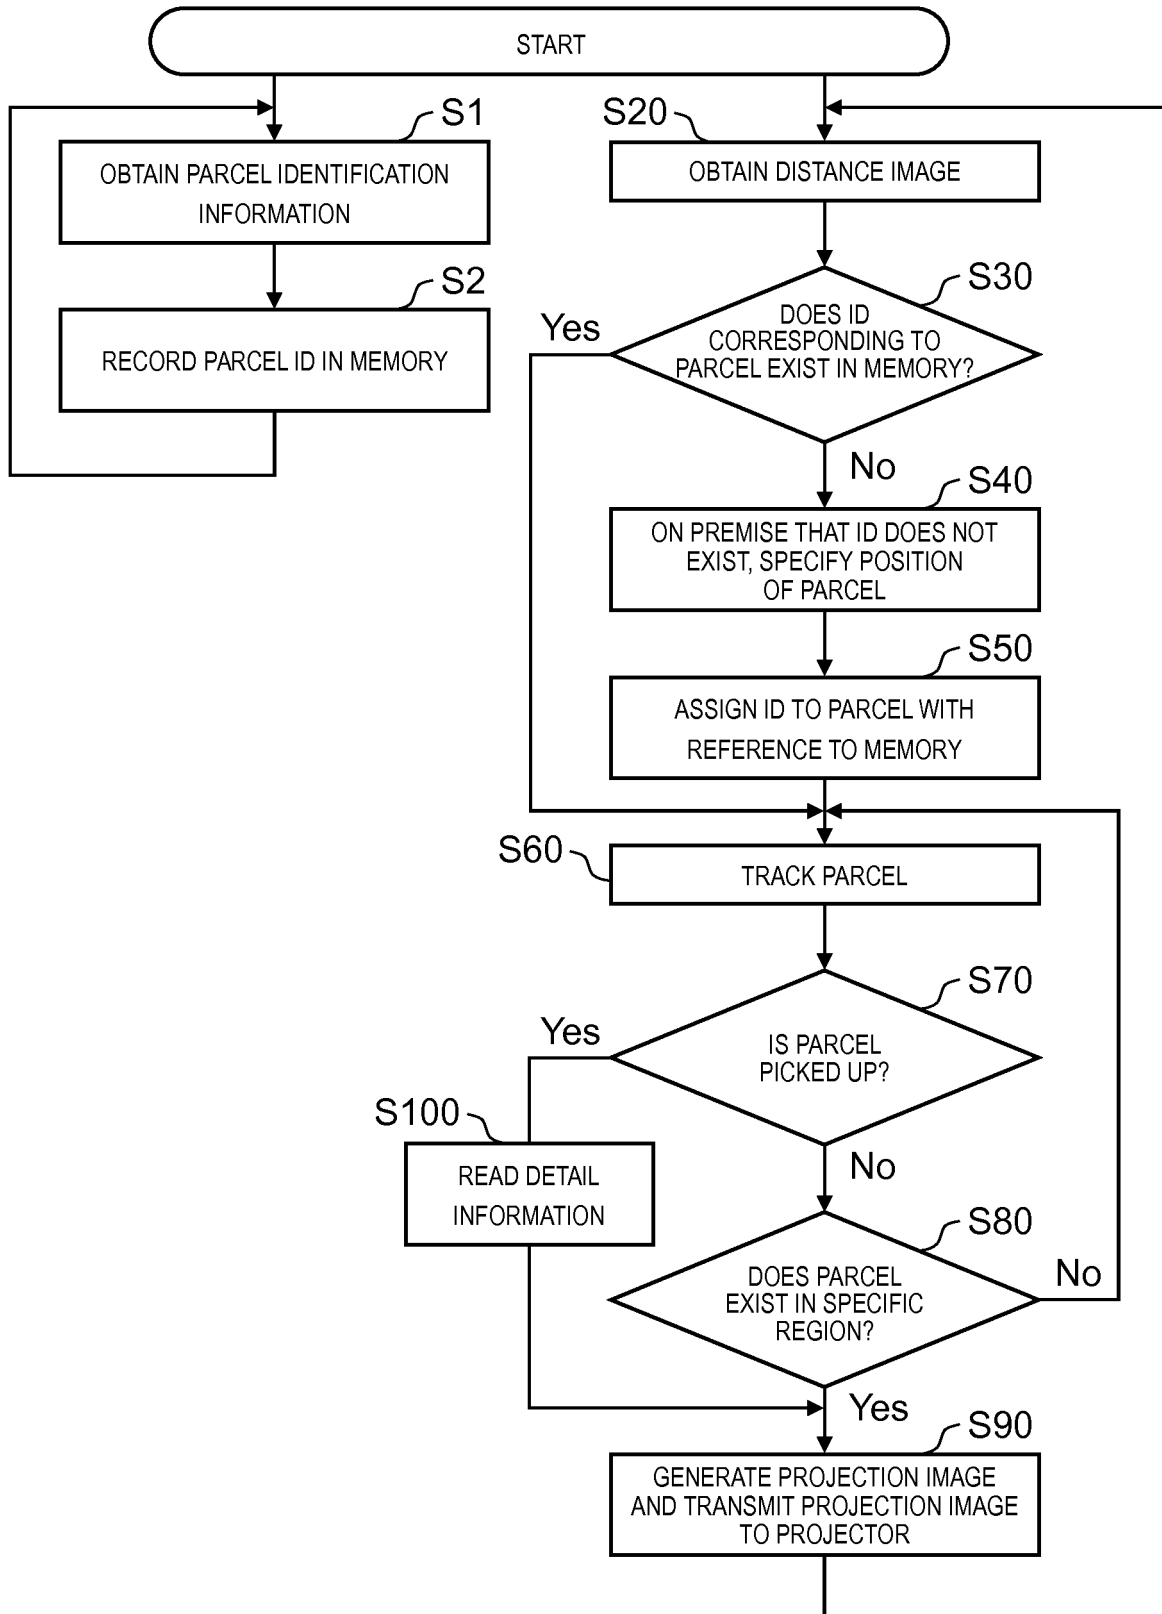 START
S1
OBTAIN PARCEL IDENTIFICATION
INFORMATION
S2
RECORD PARCEL ID IN MEMORY
S20
OBTAIN DISTANCE IMAGE
S30
DOES ID
CORRESPONDING TO
PARCEL EXIST IN MEMORY?
Yes
No
S40
ON PREMISE THAT ID DOES NOT
EXIST, SPECIFY POSITION
OF PARCEL
S50
ASSIGN ID TO PARCEL WITH
REFERENCE TO MEMORY
S60
TRACK PARCEL
S70
IS PARCEL
PICKED UP?
Yes
No
S100
READ DETAIL
INFORMATION
S80
DOES PARCEL
EXIST IN SPECIFIC
REGION?
No
Yes
S90
GENERATE PROJECTION IMAGE
AND TRANSMIT PROJECTION IMAGE
TO PROJECTOR